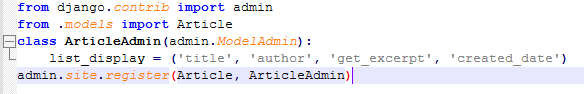 from django.contrib import admin
from .models import Article
class ArticleAdmin(admin.ModelAdmin):
    list_display = ('title', 'author', 'get_excerpt', 'created_date')
admin.site.register(Article, ArticleAdmin)